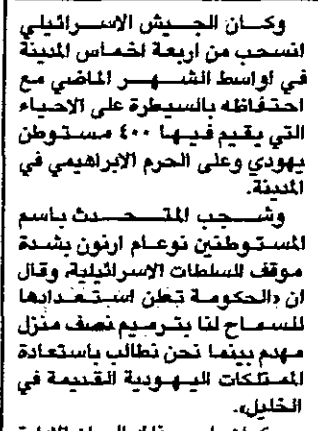 وكان الجيش الاسرائيلي
انسحب من اربعة اخماس المدينة
في اواسط الشهر الماضي مع
احتفاظه بالسيطرة على الاحياء
التي يقيم فيها ٤٠٠ مستوطن
يهودي وعلى الحرم الابراهيمي في
المدينة.
وشجب المتحدث باسم
المستوطنين نوعام ارنون بشدة
موقف السلطات الاسرائيلية، وقال
ان «الحكومة تعلن استعدادها
للسماح لنا بترميم نصف منزل
مهدم بينما نحن نطالب باستعادة
الممتلكات اليهودية القديمة في
الخليل».